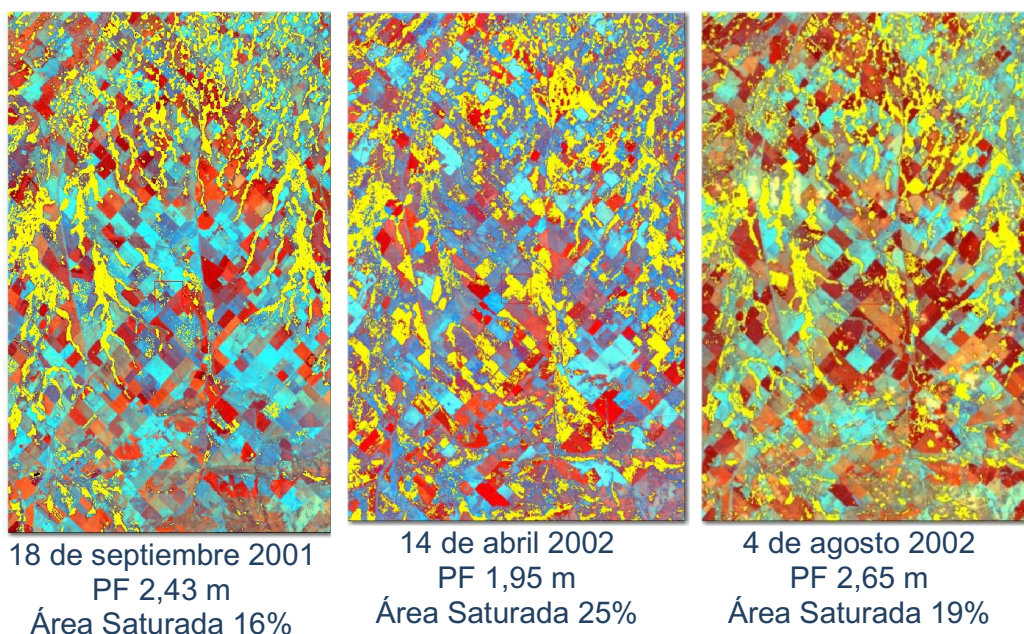 18 de septiembre 2001
PF 2,43 m
Área Saturada 16%
14 de abril 2002
PF 1,95 m
Área Saturada 25%
4 de agosto 2002
PF 2,65 m
Área Saturada 19%